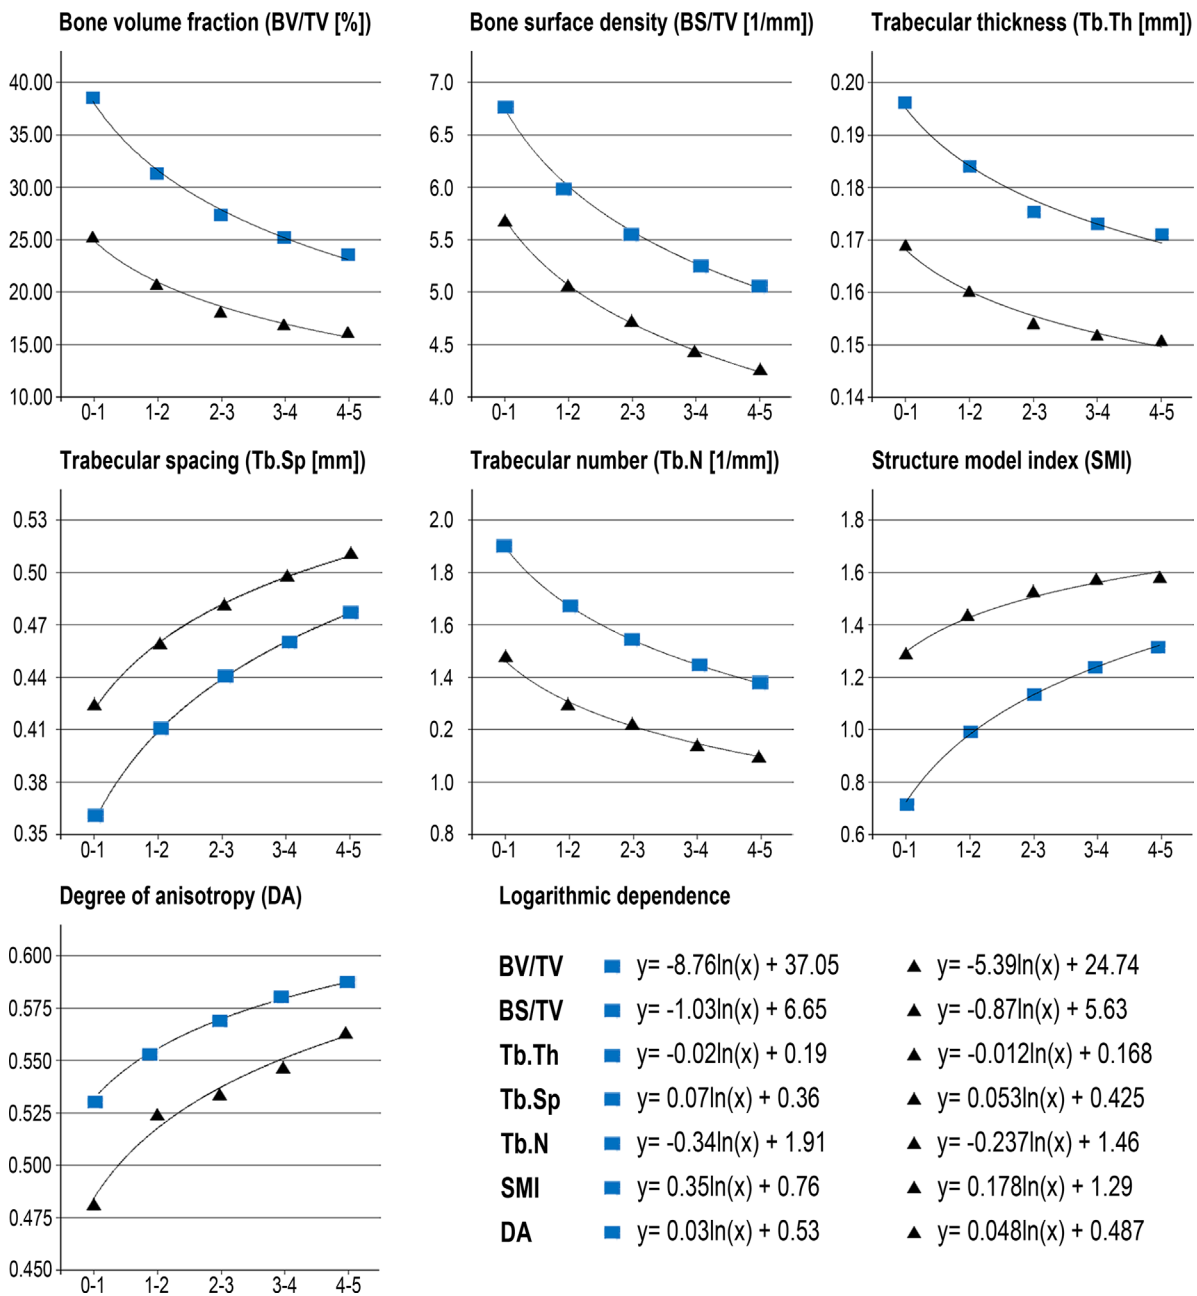 Bone volume fraction (BV/TV [%])
40.00
35.00
30.00
25.00
20.00
15.00
10.00
0-1 1-2 2-3 3-4 4-5
Bone surface density (BS/TV [1/mm])
7.0
6.5
6.0
5.5
5.0
4.5
4.0
0-1 1-2 2-3 3-4 4-5
Trabecular thickness (Tb.Th [mm])
0.20
0.19
0.18
0.17
0.16
0.15
0.14
0-1 1-2 2-3 3-4 4-5
Trabecular spacing (Tb.Sp [mm])
0.53
0.50
0.47
0.44
0.41
0.38
0.35
0-1 1-2 2-3 3-4 4-5
Trabecular number (Tb.N [1/mm])
2.0
1.8
1.6
1.4
0.2
1.0
0.8
0-1 1-2 2-3 3-4 4-5
Structure model index (SMI)
1.8
1.6
1.4
1.2
1.0
0.8
0.6
0-1 1-2 2-3 3-4 4-5
Degree of anisotropy (DA)
0.600
0.575
0.550
0.525
0.500
0.475
0.450
0-1 1-2 2-3 3-4 4-5
Logarithmic dependence
BV/TV y= -8.76ln(x) + 37.05 y= -5.39ln(x) + 24.74
BS/TV y= -1.03ln(x) + 6.65 y= -0.87ln(x) + 5.63
Tb.Th y= -0.02ln(x) + 0.19 y= -0.012ln(x) + 0.168
Tb.Sp y= 0.07ln(x) + 0.36 y= 0.053ln(x) + 0.425
Tb.N y= -0.34ln(x) + 1.91 y= -0.237ln(x) + 1.46
SMI y= 0.35ln(x) + 0.76 y= 0.178ln(x) + 1.29
DA y= 0.03ln(x) + 0.53 y= 0.048ln(x) + 0.487